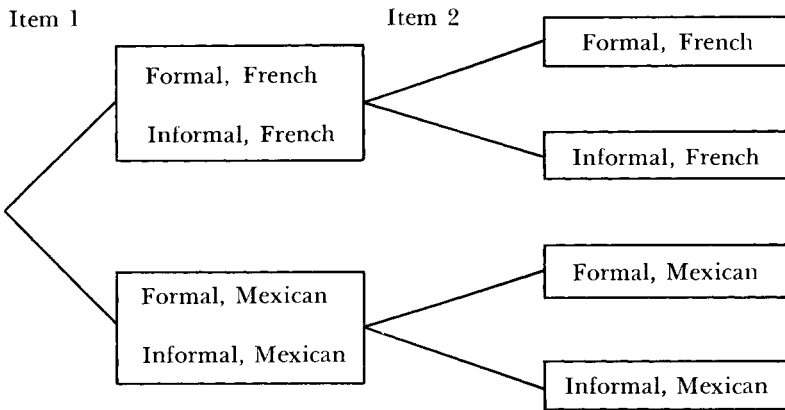 Item 1
Item 2
Formal, French
Informal, French
Formal, Mexican
Informal, Mexican
Formal, French
Informal, French
Formal, Mexican
Informal, Mexican